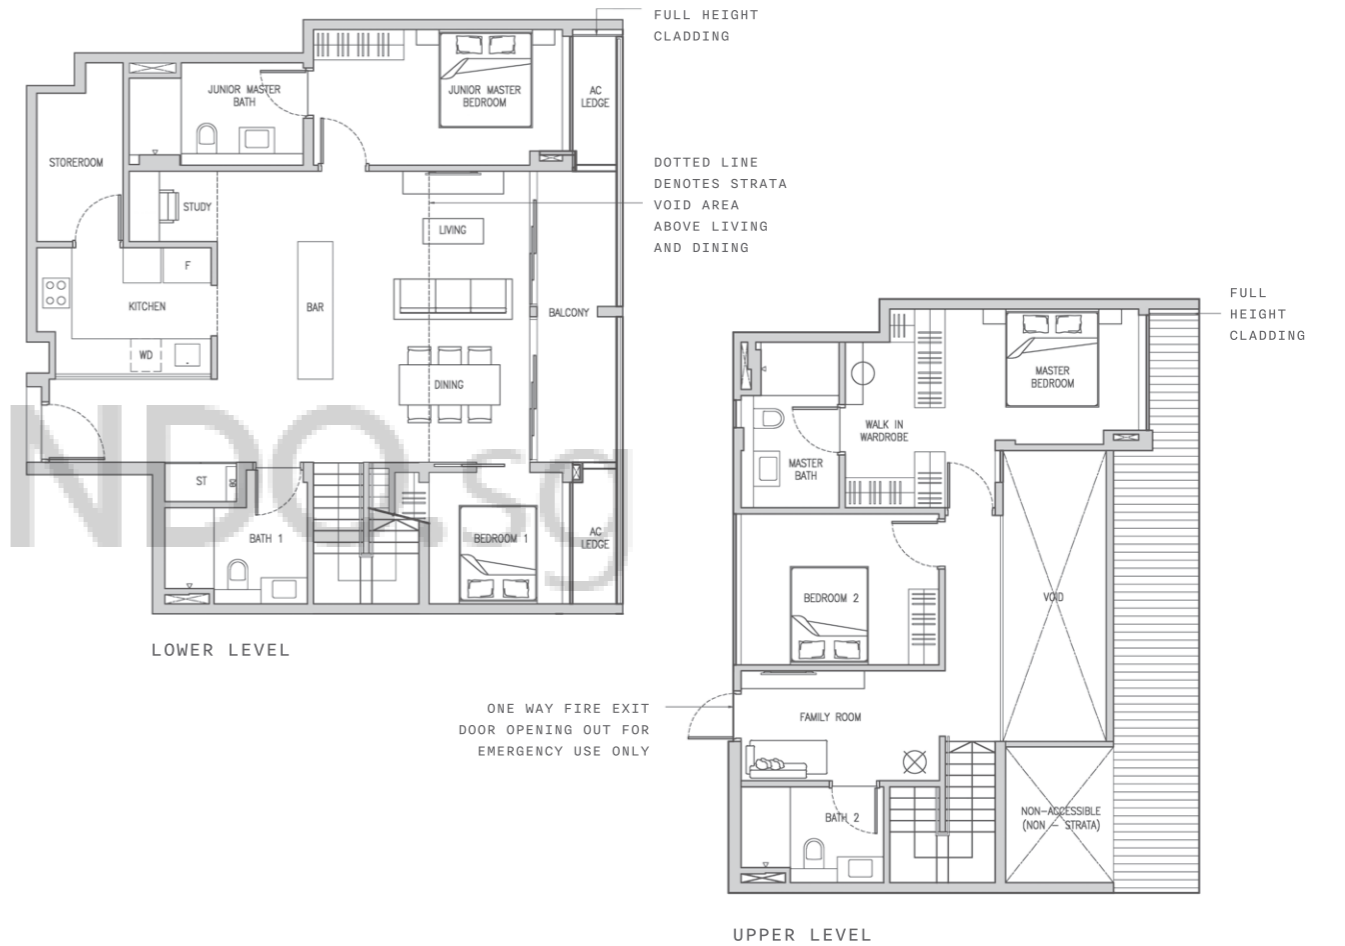 FULL HEIGHT
CLADDING
JUNIOR MASTER
BATH
JUNIOR MASTER
BEDROOM
AC
LEDGE
STOREROOM
DOTTED LINE
DENOTES STRATA
VOID AREA
ABOVE LIVING
AND DINING
STUDY
LIVING
F
KITCHEN
BAR
BALCONY
WD
DINING
NDO.sg
ST
DB
BATH 1
BEDROOM 1
AC
LEDGE
LOWER LEVEL
FULL
HEIGHT
CLADDING
MASTER
BEDROOM
WALK IN
WARDROBE
MASTER
BATH
BEDROOM 2
VOID
ONE WAY FIRE EXIT
DOOR OPENING OUT FOR
EMERGENCY USE ONLY
FAMILY ROOM
NON-ACCESSIBLE
(NON - STRATA)
BATH 2
UPPER LEVEL